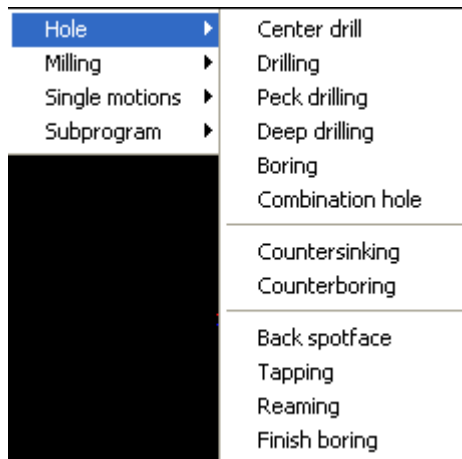 Hole
Milling
Single motions
Subprogram
Center drill
Drilling
Peck drilling
Deep drilling
Boring
Combination hole
Countersinking
Counterboring
Back spotface
Tapping
Reaming
Finish boring